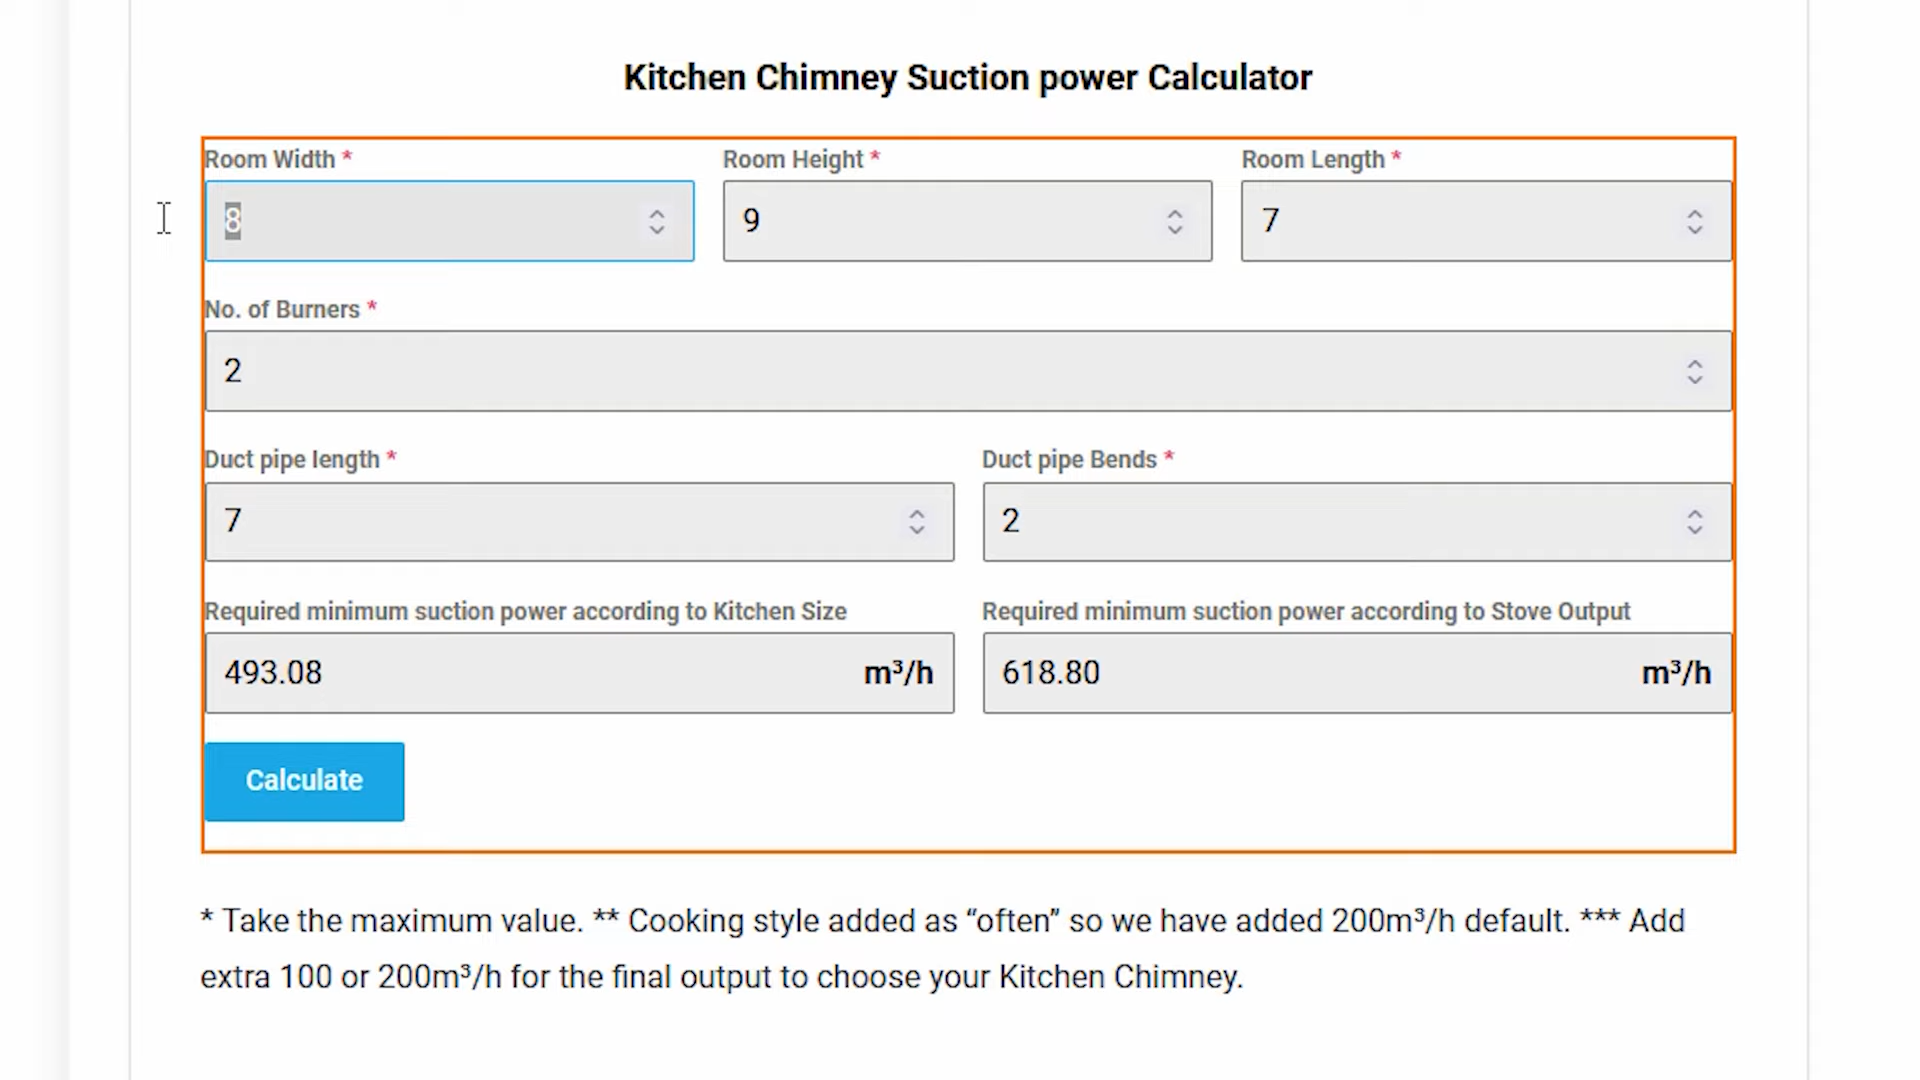 Kitchen Chimney Suction power Calculator
Room Width * Room Height * Room Length *
8 9 7
No. of Burners *
2
Duct pipe length * Duct pipe Bends *
7 2
Required minimum suction power according to Kitchen Size Required minimum suction power according to Stove Output
493.08 m³/h 618.80 m³/h
Calculate
* Take the maximum value. ** Cooking style added as “often” so we have added 200m³/h default. *** Add
extra 100 or 200m³/h for the final output to choose your Kitchen Chimney.